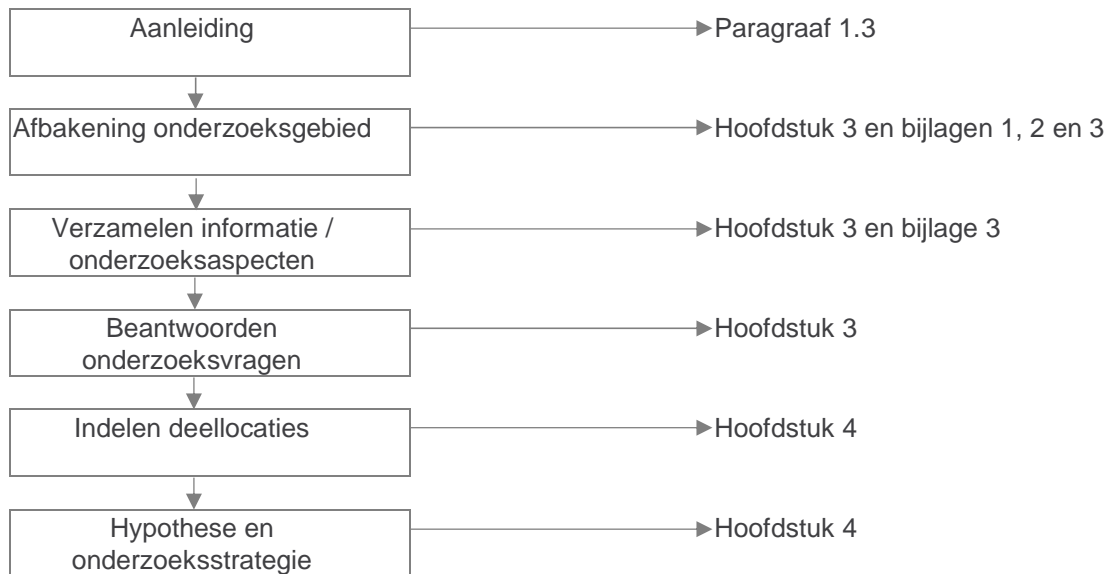 Aanleiding
Paragraaf 1.3
Afbakening onderzoeksgebied
Hoofdstuk 3 en bijlagen 1, 2 en 3
Verzamelen informatie /
onderzoeksaspecten
Hoofdstuk 3 en bijlage 3
Beantwoorden
onderzoeksvragen
Hoofdstuk 3
Indelen deellocaties
Hoofdstuk 4
Hypothese en
onderzoeksstrategie
Hoofdstuk 4